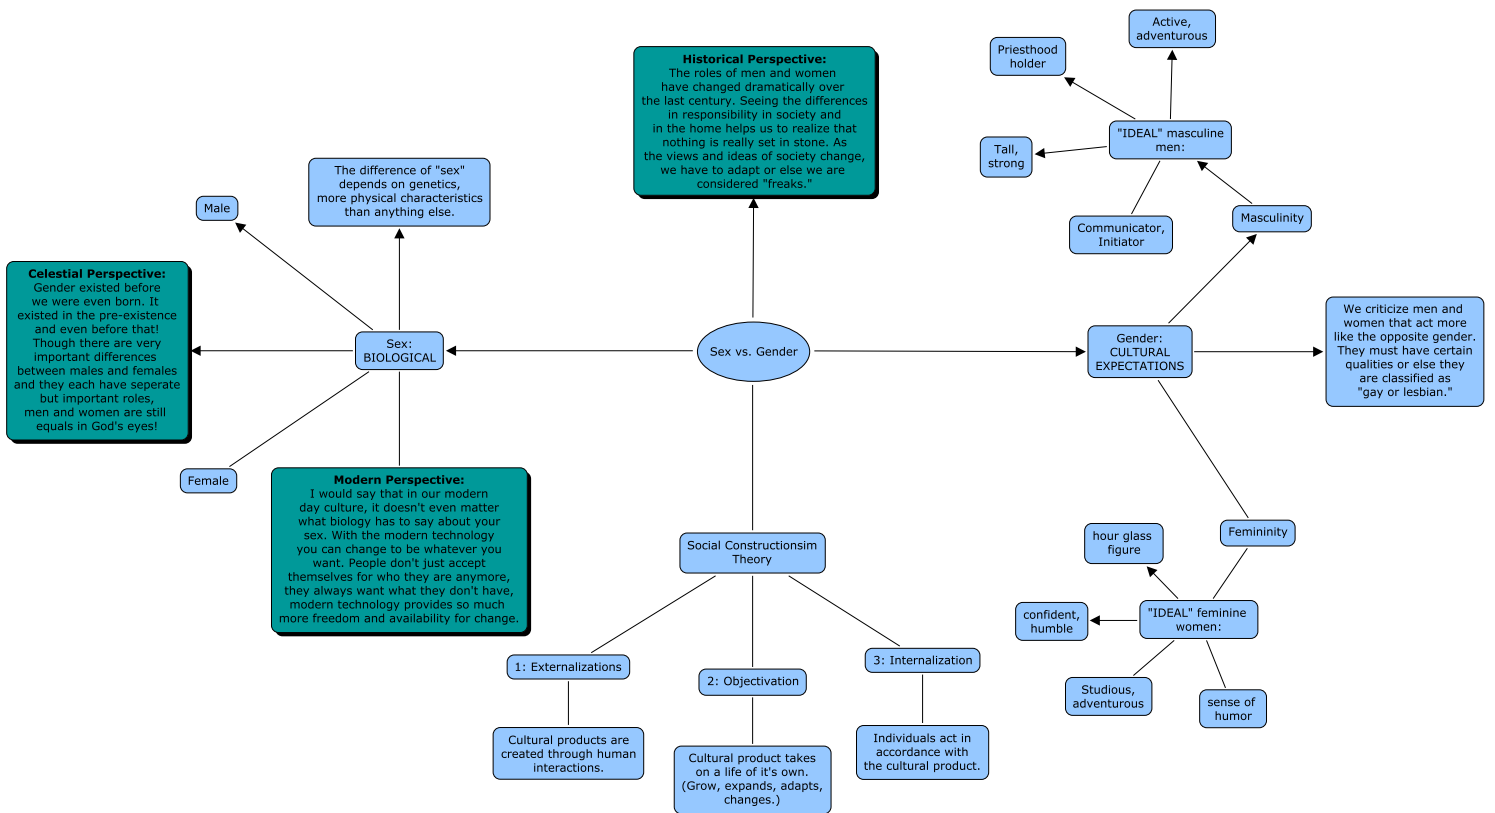 Active,
adventurous
Priesthood
holder
Historical Perspective:
The roles of men and women
have changed dramatically over
the last century. Seeing the differences
in responsibility in society and
in the home helps us to realize that
nothing is really set in stone. As
the views and ideas of society change,
we have to adapt or else we are
considered "freaks."
"IDEAL" masculine
men:
Tall,
strong
The difference of "sex"
depends on genetics,
more physical characteristics
than anything else.
Male
Masculinity
Communicator,
Initiator
Celestial Perspective:
Gender existed before
we were even born. It
existed in the pre-existence
and even before that!
Though there are very
important differences
between males and females
and they each have seperate
but important roles,
men and women are still
equals in God's eyes!
Sex:
BIOLOGICAL
Sex vs. Gender
Gender:
CULTURAL
EXPECTATIONS
We criticize men and
women that act more
like the opposite gender.
They must have certain
qualities or else they
are classified as
"gay or lesbian."
Female
Modern Perspective:
I would say that in our modern
day culture, it doesn't even matter
what biology has to say about your
sex. With the modern technology
you can change to be whatever you
want. People don't just accept
themselves for who they are anymore,
they always want what they don't have,
modern technology provides so much
more freedom and availability for change.
Social Constructionsim
Theory
Femininity
hour glass
figure
"IDEAL" feminine
women:
confident,
humble
Studious,
adventurous
sense of
humor
1: Externalizations
2: Objectivation
3: Internalization
Cultural products are
created through human
interactions.
Cultural product takes
on a life of it's own.
(Grow, expands, adapts,
changes.)
Individuals act in
accordance with
the cultural product.